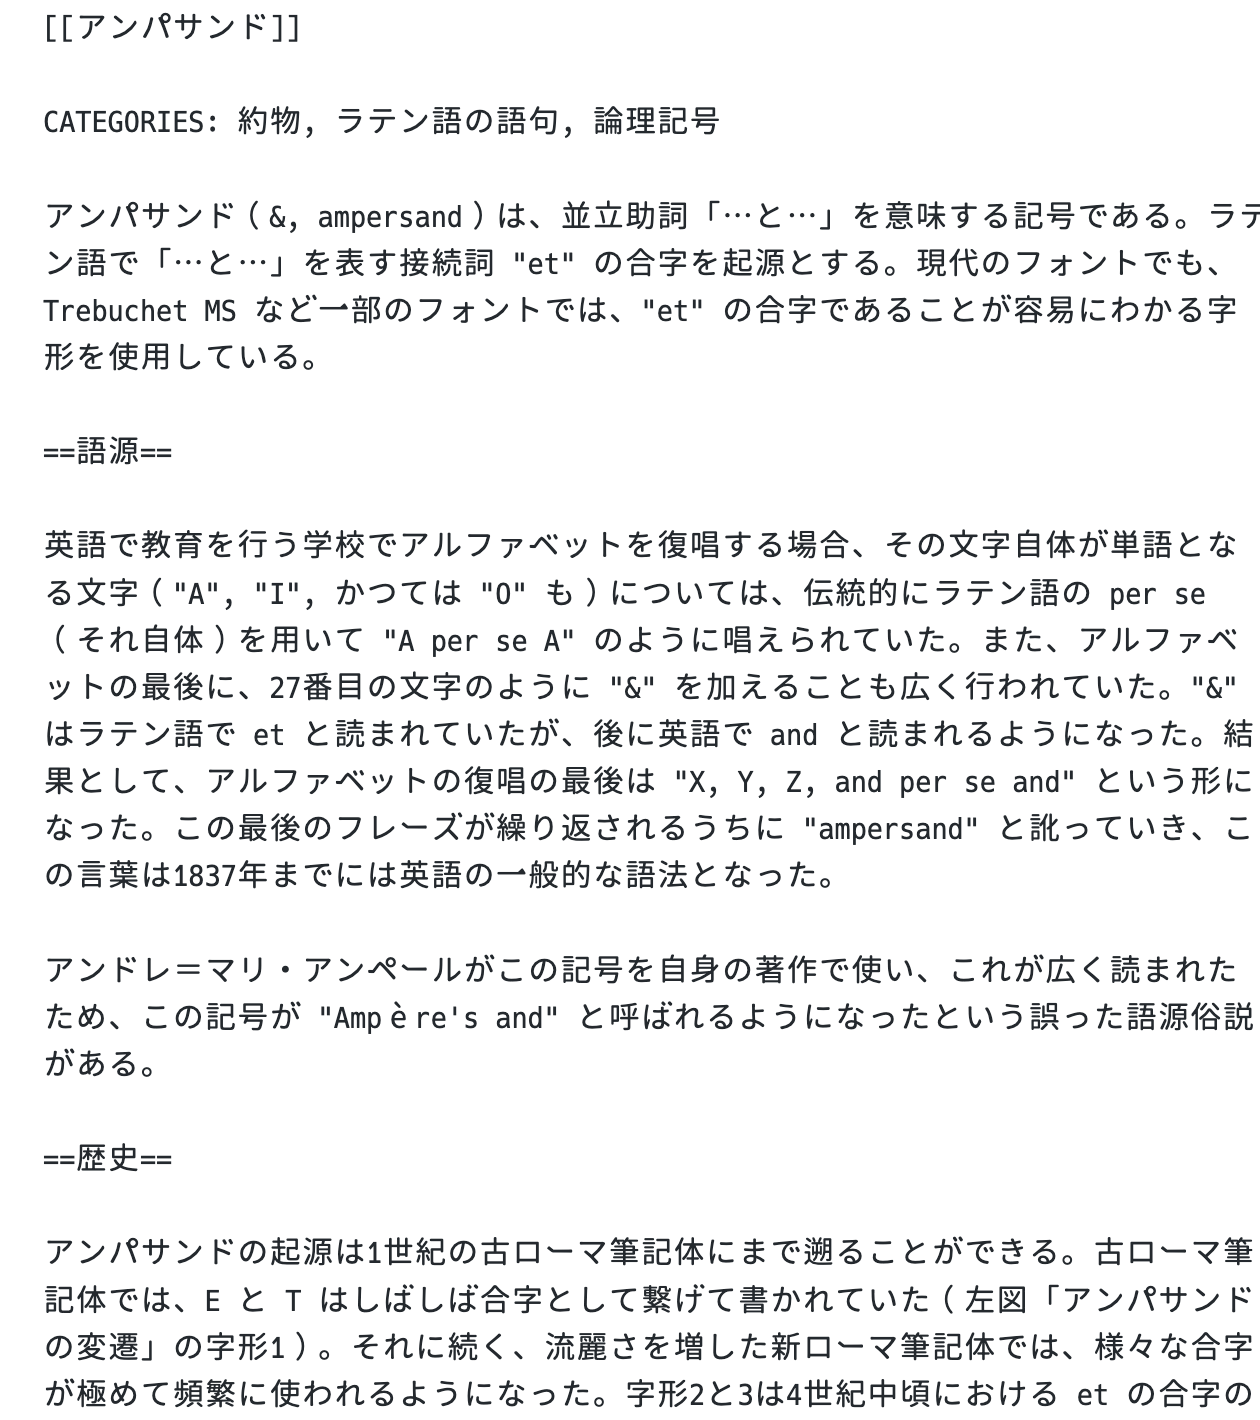 [[アンパサンド]]
CATEGORIES: 約物, ラテン語の語句, 論理記号
アンパサンド(&, ampersand)は、並立助詞「…と…」を意味する記号である。ラテ
ン語で「…と…」を表す接続詞 "et" の合字を起源とする。現代のフォントでも、
Trebuchet MS など一部のフォントでは、"et" の合字であることが容易にわかる字
形を使用している。
==語源==
英語で教育を行う学校でアルファベットを復唱する場合、その文字自体が単語とな
る文字("A", "I", かつては "O" も)については、伝統的にラテン語の per se
(それ自体)を用いて "A per se A" のように唱えられていた。また、アルファベ
ットの最後に、27番目の文字のように "&" を加えることも広く行われていた。"&"
はラテン語で et と読まれていたが、後に英語で and と読まれるようになった。結
果として、アルファベットの復唱の最後は "X, Y, Z, and per se and" という形に
なった。この最後のフレーズが繰り返されるうちに "ampersand" と訛っていき、こ
の言葉は1837年までには英語の一般的な語法となった。
アンドレ＝マリ・アンペールがこの記号を自身の著作で使い、これが広く読まれた
ため、この記号が "Ampère's and" と呼ばれるようになったという誤った語源俗説
がある。
==歴史==
アンパサンドの起源は1世紀の古ローマ筆記体にまで遡ることができる。古ローマ筆
記体では、E と T はしばしば合字として繋げて書かれていた(左図「アンパサンド
の変遷」の字形1)。それに続く、流麗さを増した新ローマ筆記体では、様々な合字
が極めて頻繁に使われるようになった。字形2と3は4世紀中頃における et の合字の